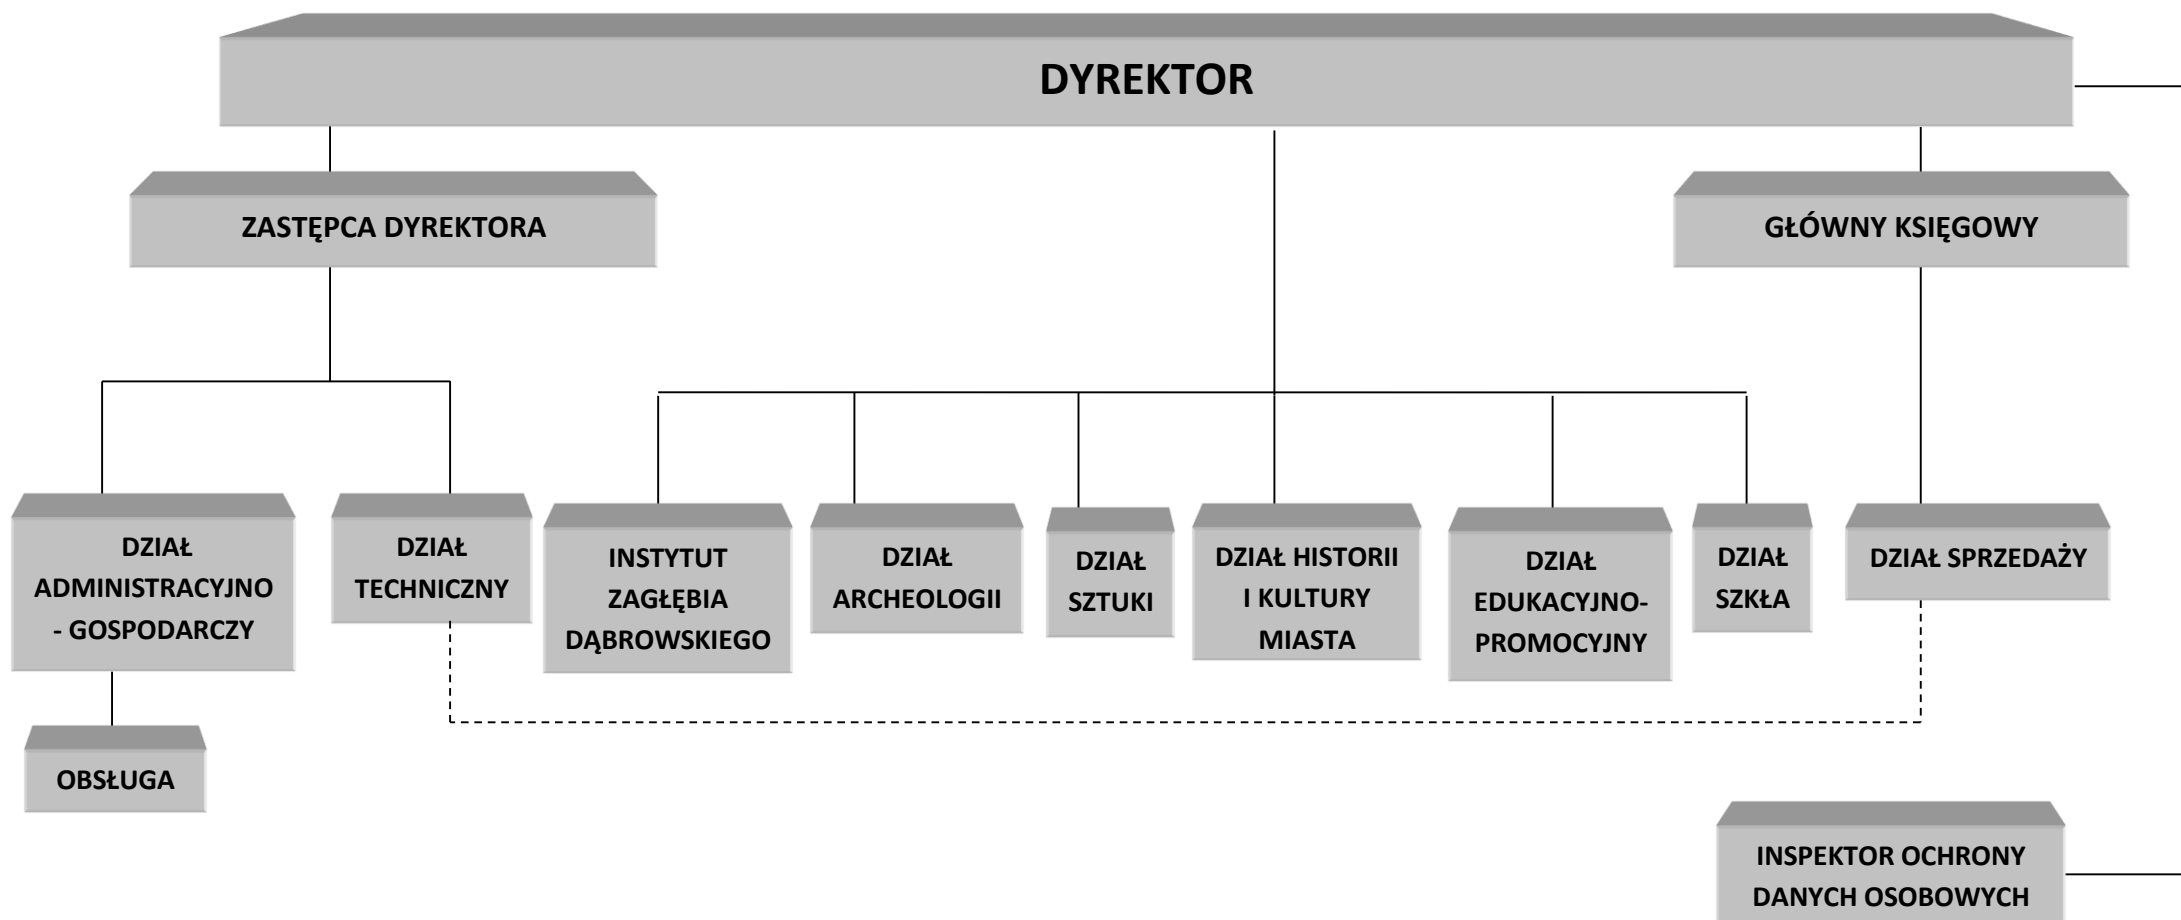 DYREKTOR
ZASTĘPCA DYREKTORA
GŁÓWNY KSIĘGOWY
DZIAŁ
ADMINISTRACYJNO
- GOSPODARCZY
DZIAŁ
TECHNICZNY
INSTYTUT
ZAGŁĘBIA
DĄBROWSKIEGO
DZIAŁ
ARCHEOLOGII
DZIAŁ
SZTUKI
DZIAŁ HISTORII
I KULTURY
MIASTA
DZIAŁ
EDUKACYJNO-
PROMOCYJNY
DZIAŁ
SZKŁA
DZIAŁ SPRZEDAŻY
OBSŁUGA
INSPEKTOR OCHRONY
DANYCH OSOBOWYCH